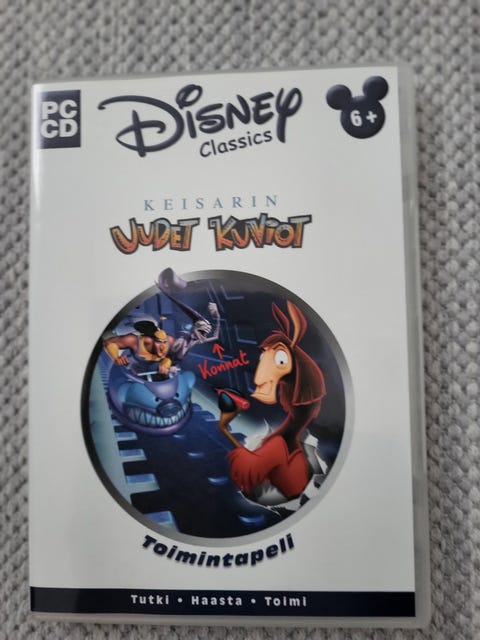 PC
CD
DISNEY
Classics
6+
KEISARIN
UUDET KUVIOT
Konnat
Toimintapeli
Tutki • Haasta • Toimi